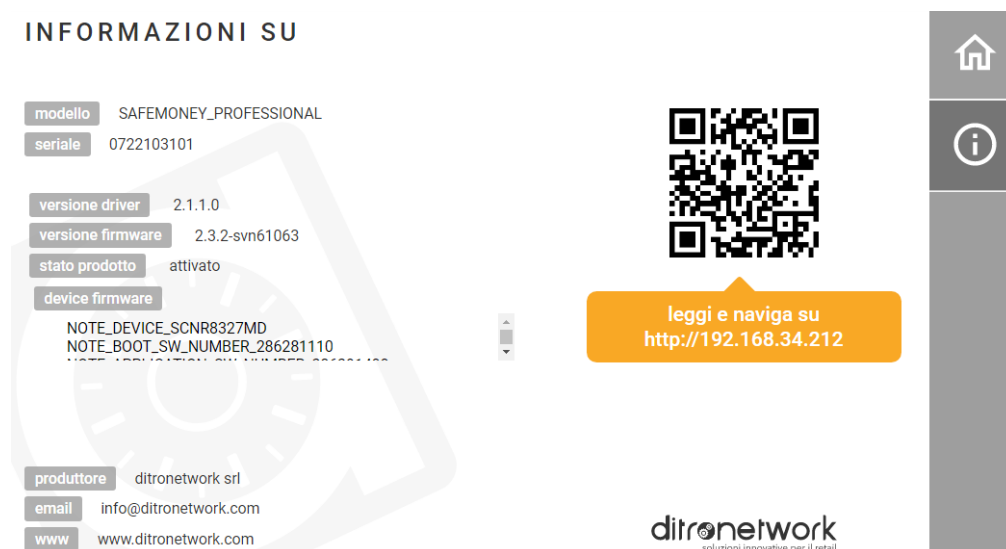 INFORMAZIONI SU
modello SAFEMONEY_PROFESSIONAL
seriale 0722103101
versione driver 2.1.1.0
versione firmware 2.3.2-svn61063
stato prodotto attivato
device firmware
NOTE_DEVICE_SCNR8327MD
NOTE_BOOT_SW_NUMBER_286281110
leggi e naviga su
http://192.168.34.212
produttore ditronetwork srl
email info@ditronetwork.com
www www.ditronetwork.com
ditronetwork
soluzioni innovative per il retail